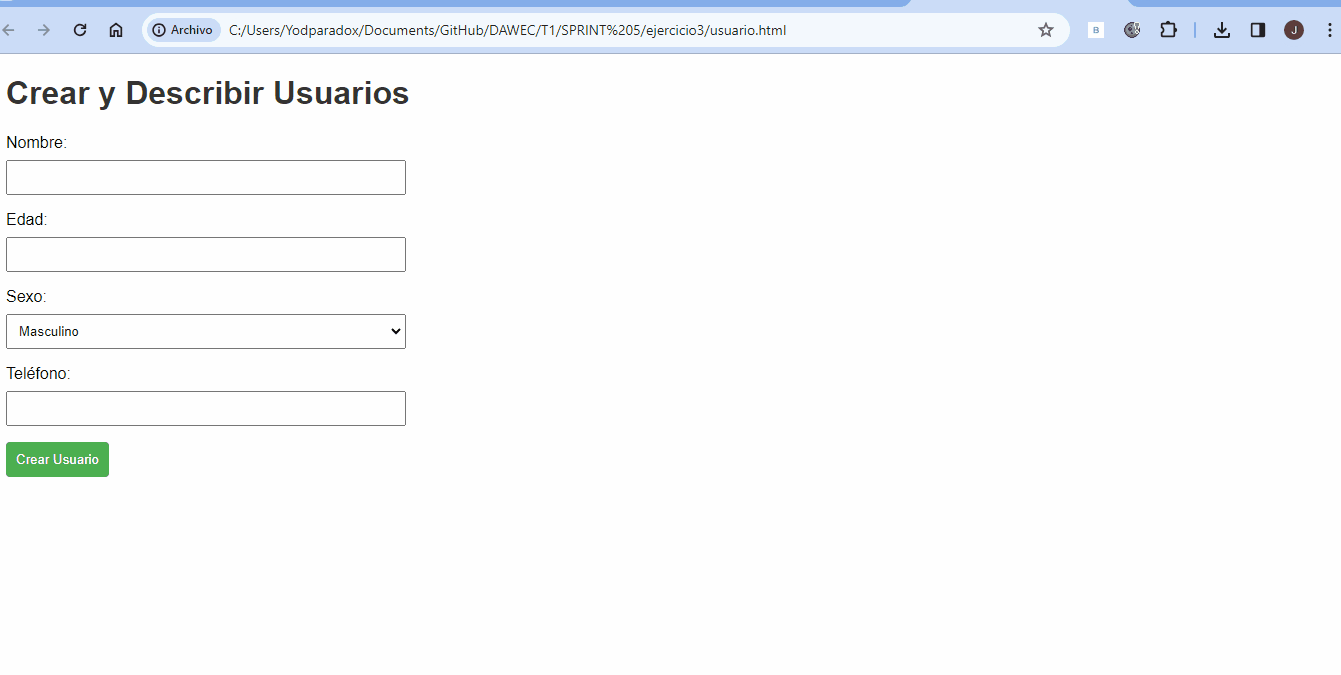 Archivo C:/Users/Yodparadox/Documents/GitHub/DAWEC/T1/SPRINT%205/ejercicio3/usuario.html B J
Crear y Describir Usuarios
Nombre:
Edad:
Sexo:
Masculino
Teléfono:
Crear Usuario